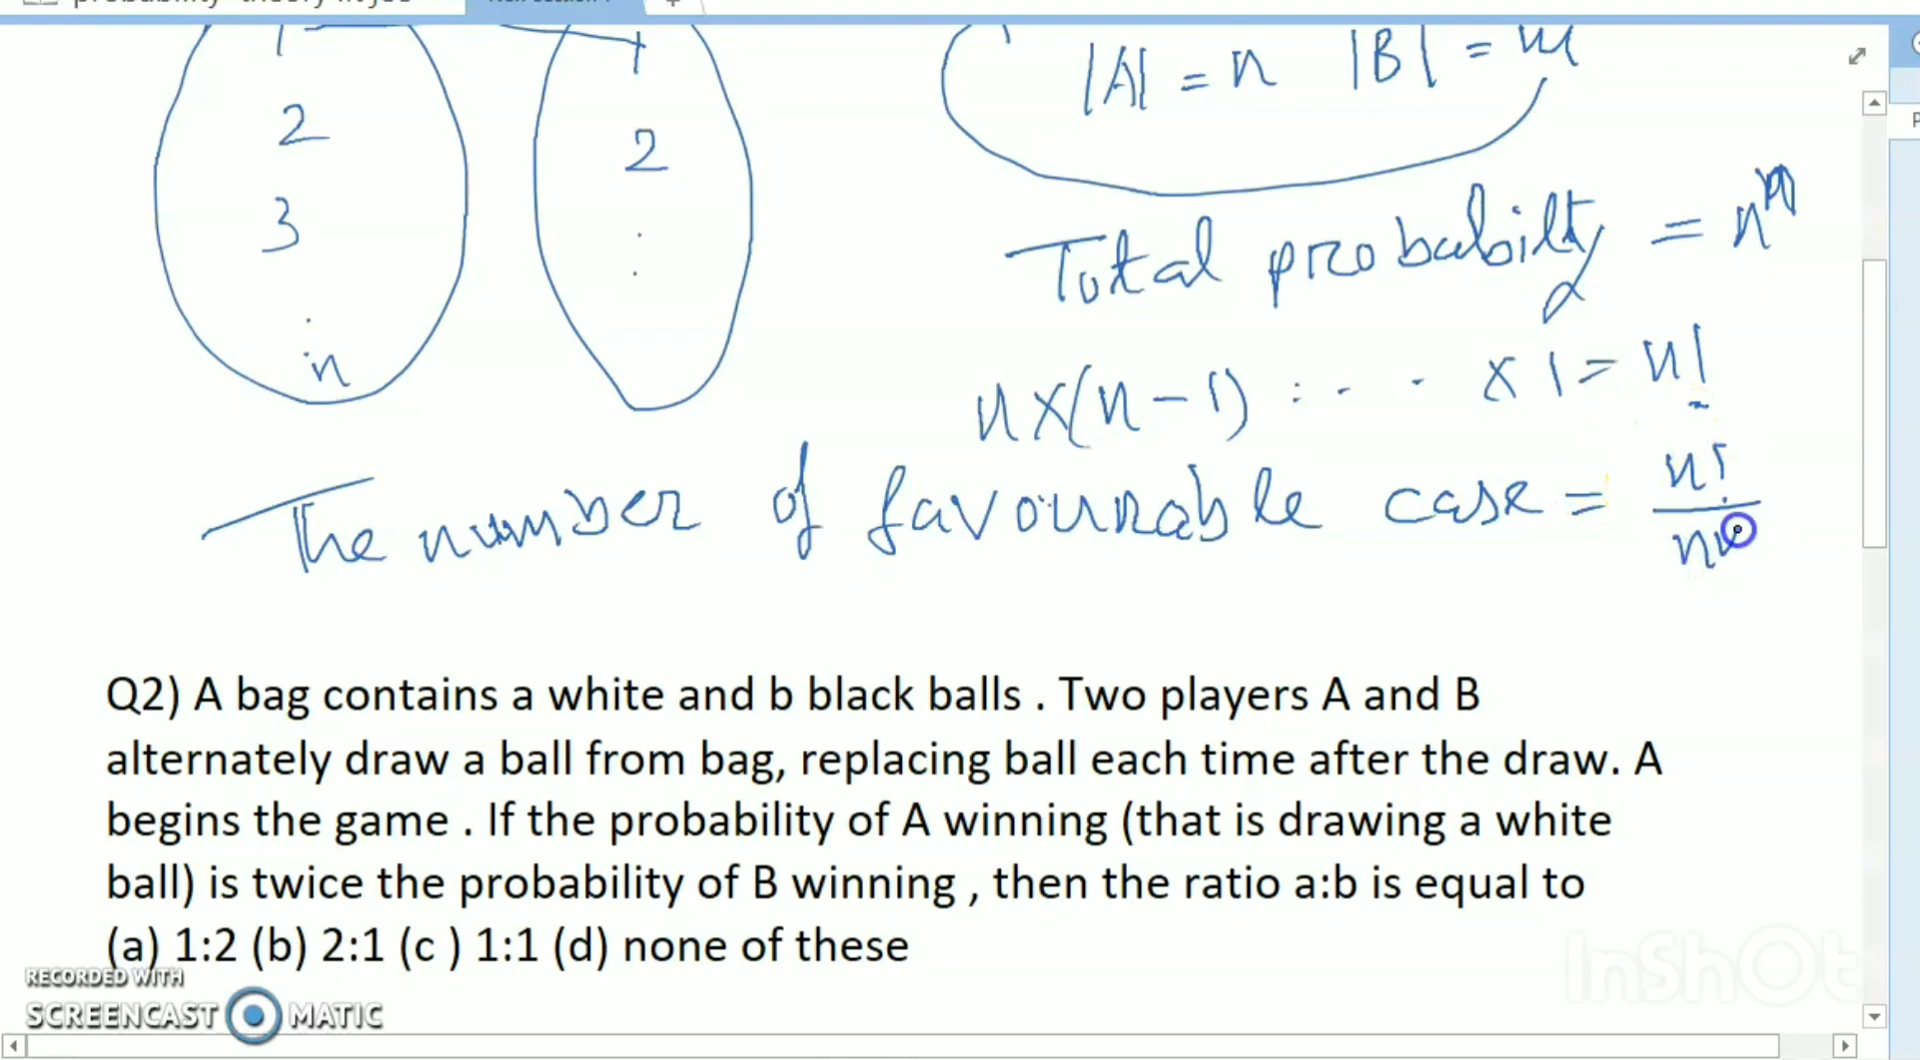 1 1 |A| = n |B| = m
2 2
3 Total probabilty = n^n
n n×(n-1) . . . ×1 = n!
The number of favourable case = n!/n
Q2) A bag contains a white and b black balls . Two players A and B
alternately draw a ball from bag, replacing ball each time after the draw. A
begins the game . If the probability of A winning (that is drawing a white
ball) is twice the probability of B winning , then the ratio a:b is equal to
(a) 1:2 (b) 2:1 (c ) 1:1 (d) none of these
RECORDED WITH
SCREENCAST MATIC
InShOt